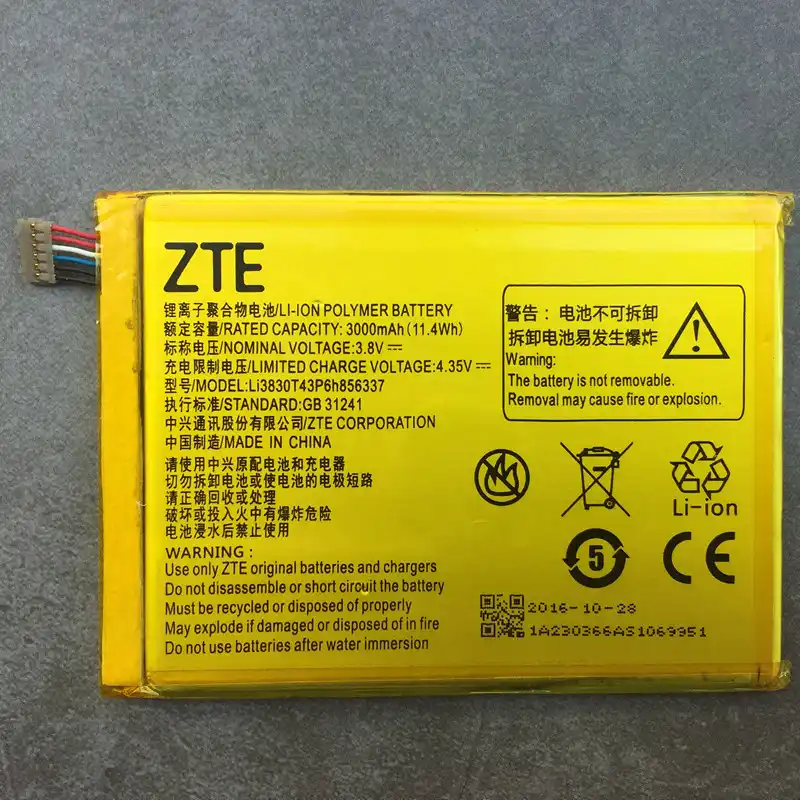 ZTE
锂离子聚合物电池/LI-ION POLYMER BATTERY
额定容量/RATED CAPACITY: 3000mAh(11.4Wh)
标称电压/NOMINAL VOLTAGE:3.8V⎓
充电限制电压/LIMITED CHARGE VOLTAGE:4.35V⎓
型号/MODEL:Li3830T43P6h856337
执行标准/STANDARD:GB 31241
中兴通讯股份有限公司/ZTE CORPORATION
中国制造/MADE IN CHINA
请使用中兴原配电池和充电器
切勿拆卸电池或使电池的电极短路
请正确回收或处理
破坏或投入火中有爆炸危险
电池浸水后禁止使用
WARNING :
Use only ZTE original batteries and chargers
Do not disassemble or short circuit the battery
Must be recycled or disposed of properly
May explode if damaged or disposed of in fire
Do not use batteries after water immersion
警告：电池不可拆卸
拆卸电池易发生爆炸
Warning:
The battery is not removable.
Removal may cause fire or explosion.
Li-ion
5
CE
2016-10-28
1A230366AS1069951